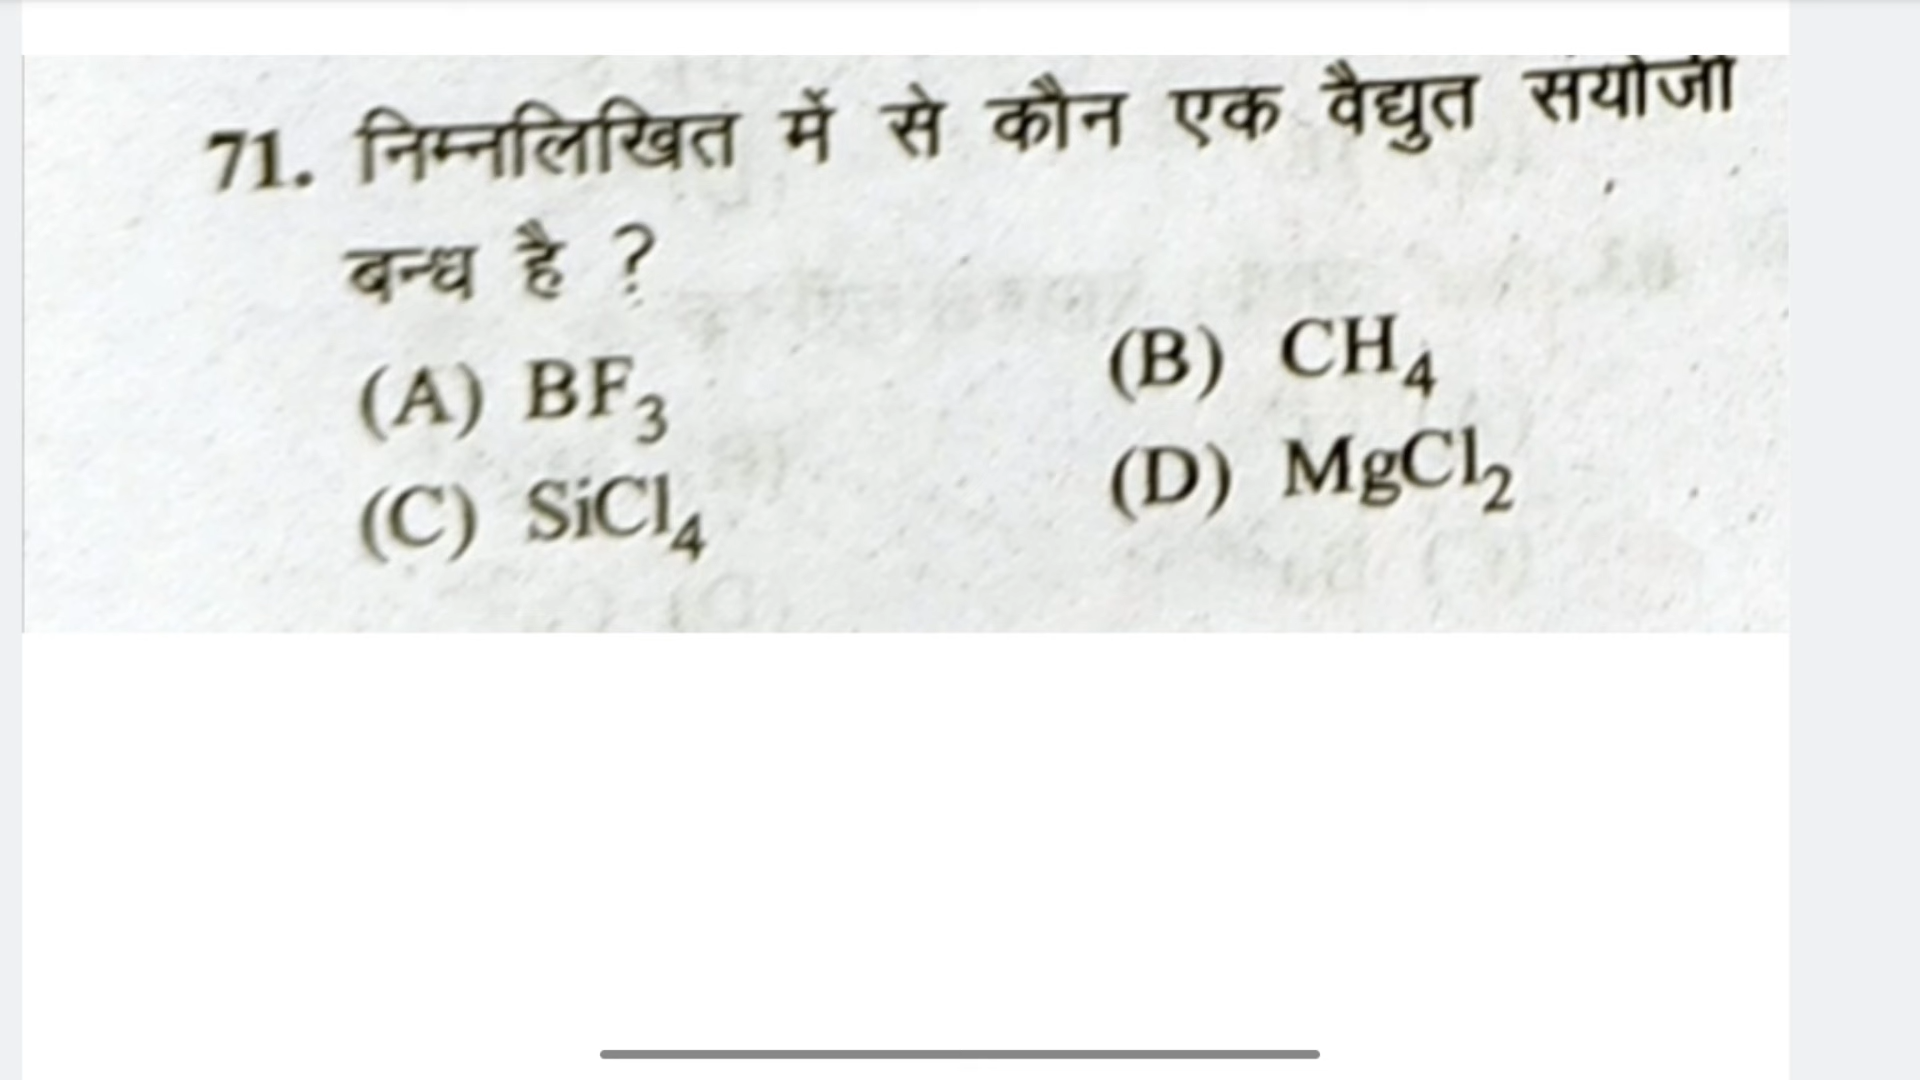 71. निम्नलिखित में से कौन एक वैद्युत संयोजी
बन्ध है ?
(A) BF₃ (B) CH₄
(C) SiCl₄ (D) MgCl₂